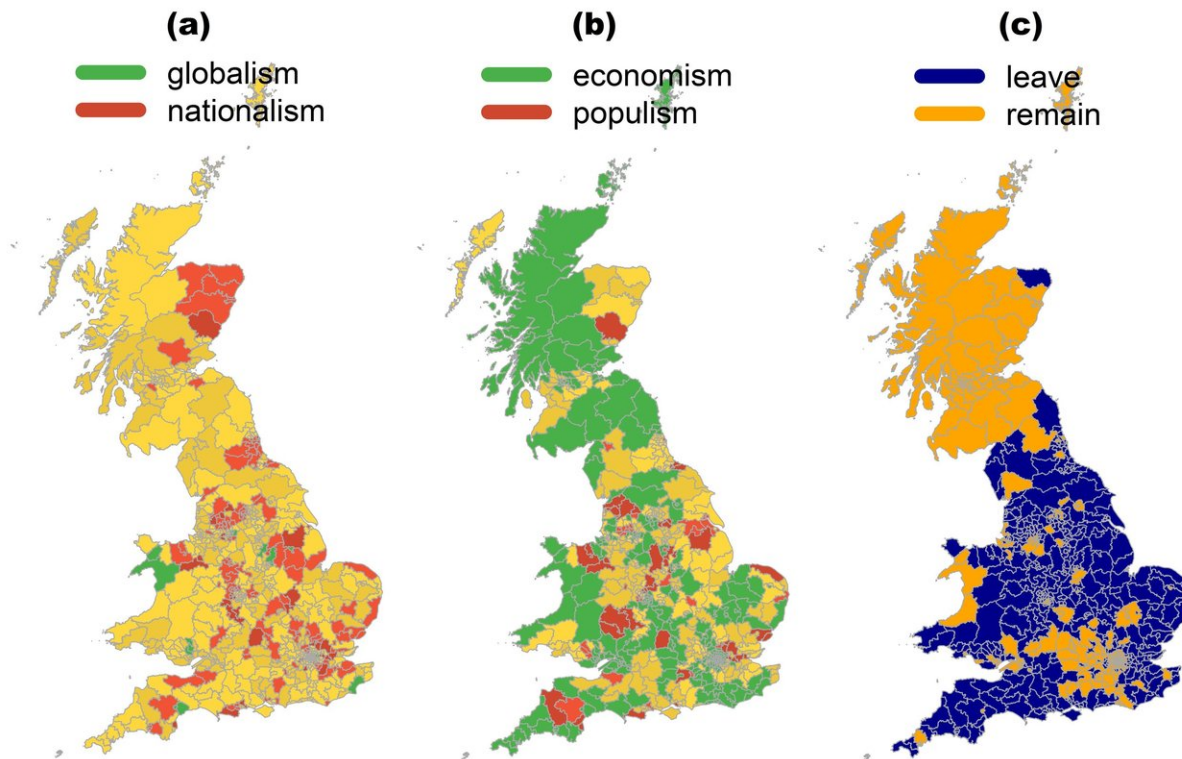 (a)
globalism
nationalism
(b)
economism
populism
(c)
leave
remain